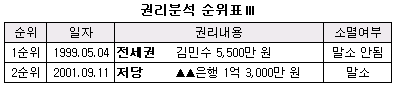 권리분석 순위표Ⅲ
순위 일자 권리내용 소멸여부
1순위 1999.05.04 전세권 김민수 5,500만 원 말소 안됨
2순위 2001.09.11 저당 ▲▲은행 1억 3,000만 원 말소